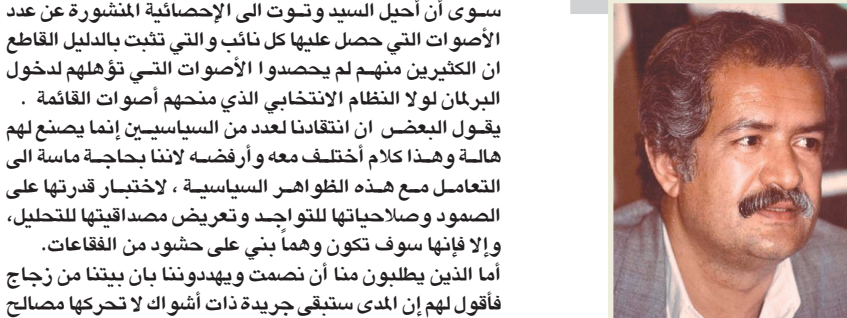 سوى أن أحيل السيد وتوت الى الإحصائية المنشورة عن عدد
الأصوات التي حصل عليها كل نائب والتي تثبت بالدليل القاطع
ان الكثيرين منهم لم يحصدوا الأصوات التي تؤهلهم لدخول
البرلمان لولا النظام الانتخابي الذي منحهم أصوات القائمة .
يقول البعض ان انتقادنا لعدد من السياسيين إنما يصنع لهم
هالة وهذا كلام أختلف معه وأرفضه لاننا بحاجة ماسة الى
التعامل مع هذه الظواهر السياسية ، لاختبار قدرتها على
الصمود وصلاحياتها للتواجد وتعريض مصداقيتها للتحليل،
وإلا فإنها سوف تكون وهماً بني على حشود من الفقاعات.
أما الذين يطلبون منا أن نصمت ويهددوننا بان بيتنا من زجاج
فأقول لهم إن المدى ستبقى جريدة ذات أشواك لا تحركها مصالح